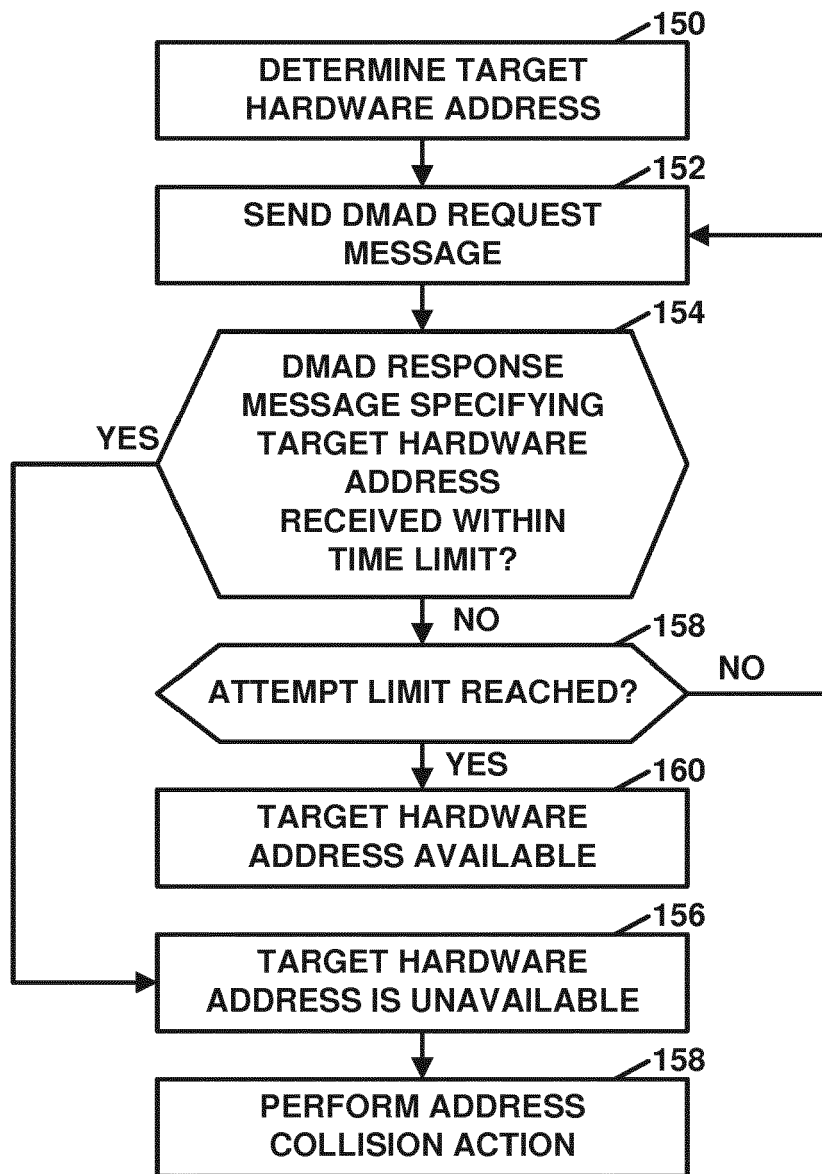 150
DETERMINE TARGET
HARDWARE ADDRESS
152
SEND DMAD REQUEST
MESSAGE
154
DMAD RESPONSE
MESSAGE SPECIFYING
TARGET HARDWARE
ADDRESS
RECEIVED WITHIN
TIME LIMIT?
YES
NO
158
ATTEMPT LIMIT REACHED?
NO
YES
160
TARGET HARDWARE
ADDRESS AVAILABLE
156
TARGET HARDWARE
ADDRESS IS UNAVAILABLE
158
PERFORM ADDRESS
COLLISION ACTION